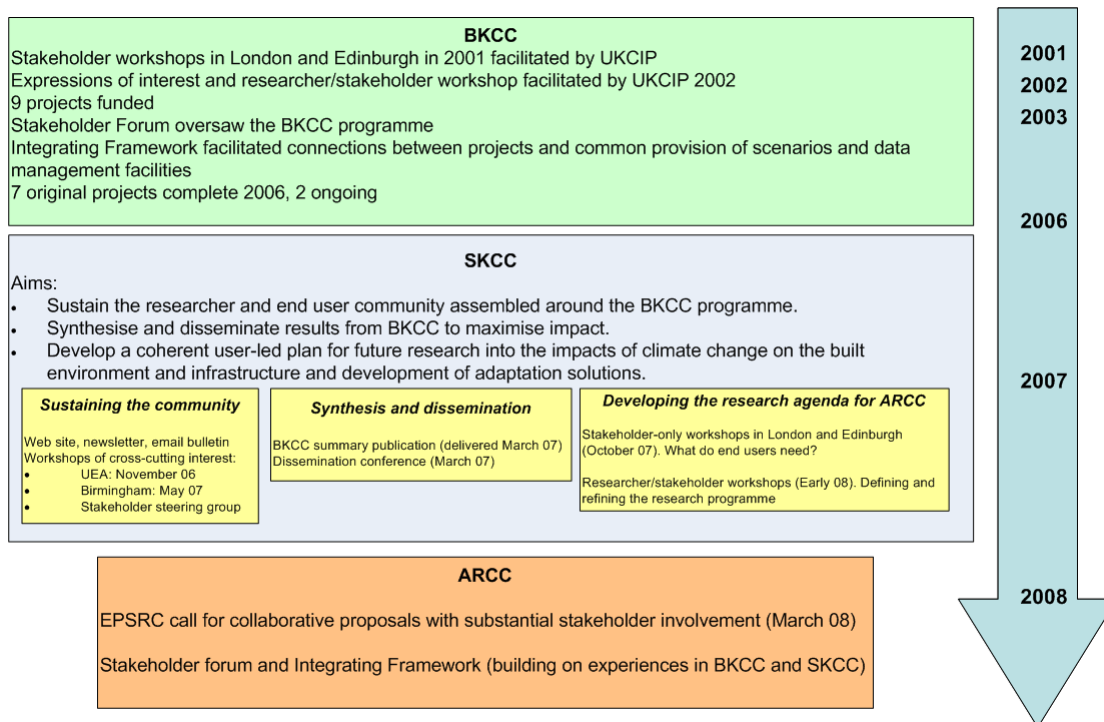 BKCC
Stakeholder workshops in London and Edinburgh in 2001 facilitated by UKCIP
Expressions of interest and researcher/stakeholder workshop facilitated by UKCIP 2002
9 projects funded
Stakeholder Forum oversaw the BKCC programme
Integrating Framework facilitated connections between projects and common provision of scenarios and data
management facilities
7 original projects complete 2006, 2 ongoing
SKCC
Aims:
• Sustain the researcher and end user community assembled around the BKCC programme.
• Synthesise and disseminate results from BKCC to maximise impact.
• Develop a coherent user-led plan for future research into the impacts of climate change on the built
environment and infrastructure and development of adaptation solutions.
Sustaining the community
Web site, newsletter, email bulletin
Workshops of cross-cutting interest:
• UEA: November 06
• Birmingham: May 07
• Stakeholder steering group
Synthesis and dissemination
BKCC summary publication (delivered March 07)
Dissemination conference (March 07)
Developing the research agenda for ARCC
Stakeholder-only workshops in London and Edinburgh
(October 07). What do end users need?
Researcher/stakeholder workshops (Early 08). Defining and
refining the research programme
ARCC
EPSRC call for collaborative proposals with substantial stakeholder involvement (March 08)
Stakeholder forum and Integrating Framework (building on experiences in BKCC and SKCC)
2001
2002
2003
2006
2007
2008